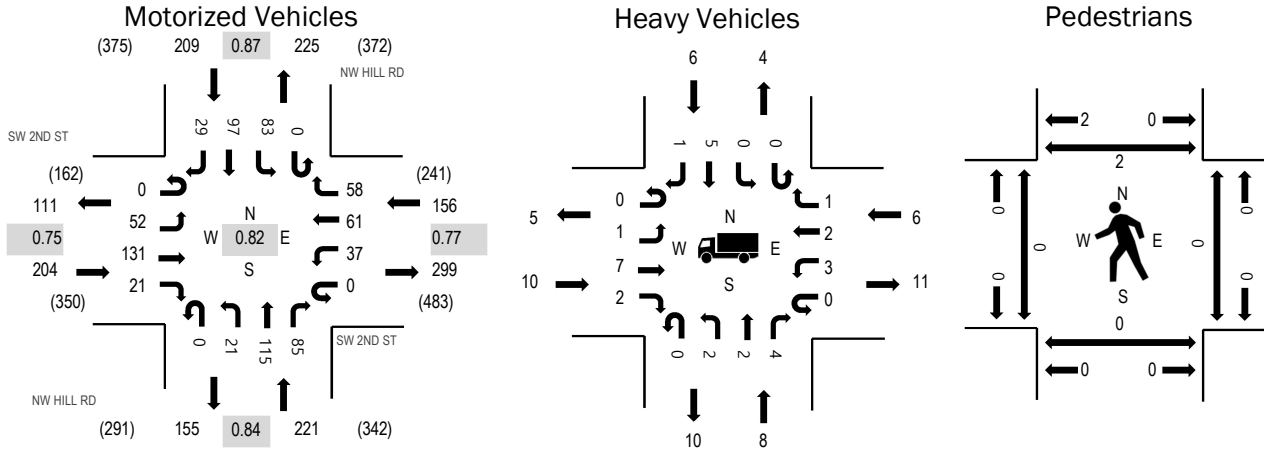 Motorized Vehicles
(375) 209 0.87 225 (372)
NW HILL RD
SW 2ND ST
29 97 83 0
(162) 0 58 (241)
111 52 61 156
N
0.75 W 0.82 E 0.77
S
204 131 37 299
(350) 21 0 (483)
0 21 115 85
SW 2ND ST
NW HILL RD
(291) 155 0.84 221 (342)
Heavy Vehicles
6 4
1 5 0 0
0 1
5 1 2 6
N
W E
S
10 7 3 11
2 0
0 2 2 4
10 8
Pedestrians
2 0
2
N
0 0
W E
0 0
0 0
S
0
0 0